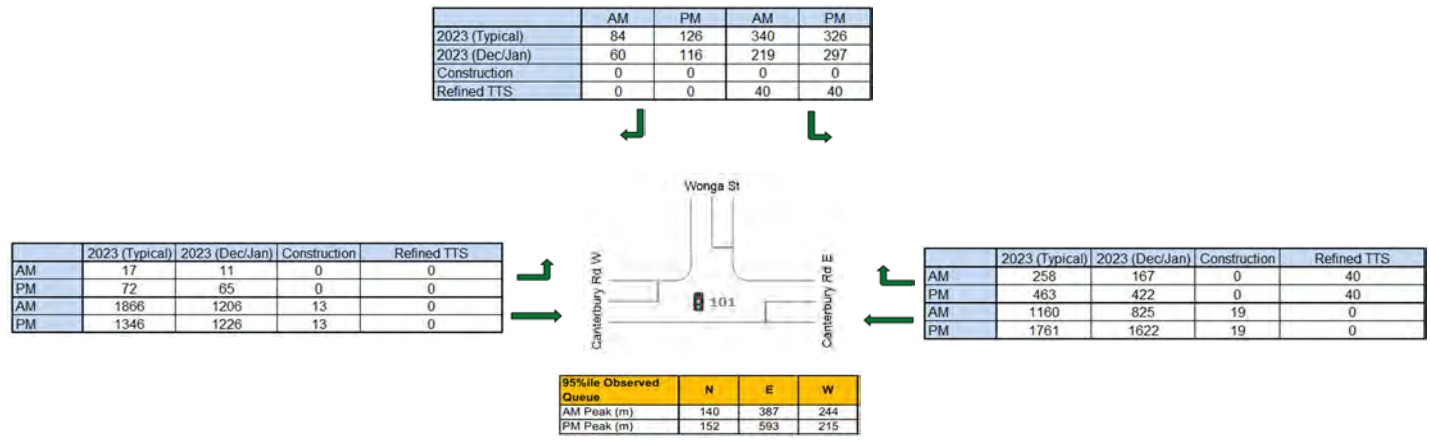 AM PM AM PM
2023 (Typical) 84 126 340 326
2023 (Dec/Jan) 60 116 219 297
Construction 0 0 0 0
Refined TTS 0 0 40 40
Wonga St
Canterbury Rd W
101
Canterbury Rd E
2023 (Typical) 2023 (Dec/Jan) Construction Refined TTS
AM 17 11 0 0
PM 72 65 0 0
AM 1866 1206 13 0
PM 1346 1226 13 0
2023 (Typical) 2023 (Dec/Jan) Construction Refined TTS
AM 258 167 0 40
PM 463 422 0 40
AM 1160 825 19 0
PM 1761 1622 19 0
95%ile Observed
Queue N E W
AM Peak (m) 140 387 244
PM Peak (m) 152 593 215